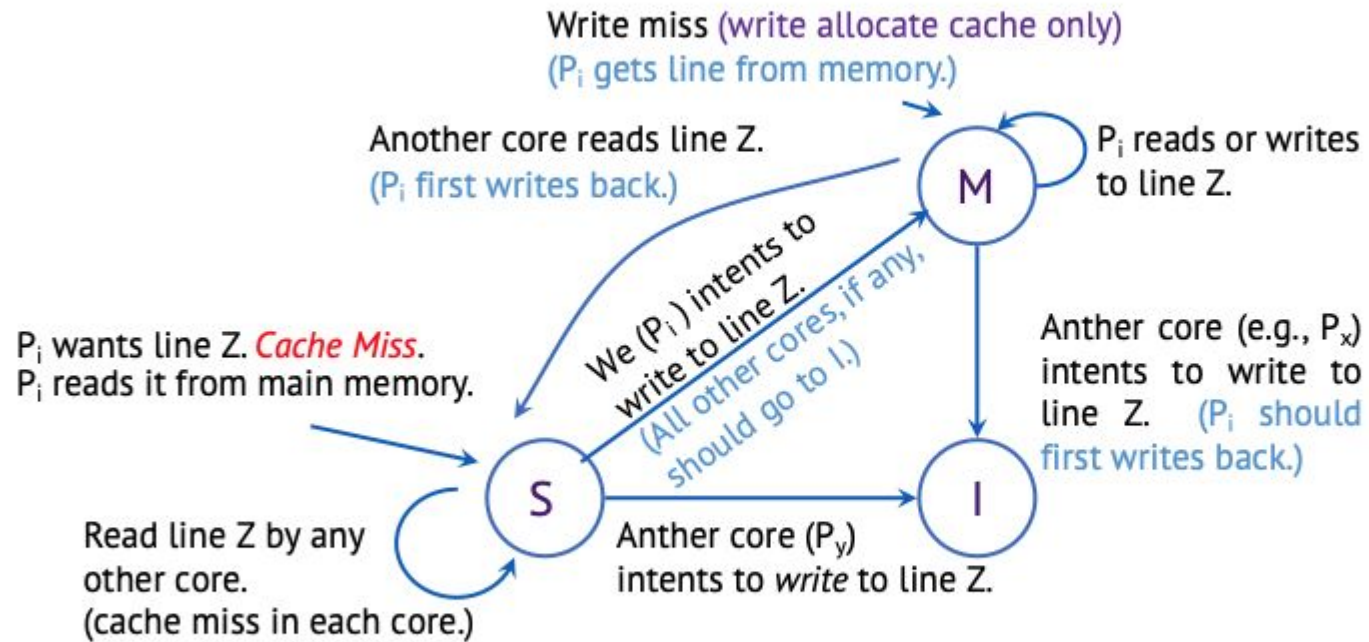 Write miss (write allocate cache only)
(Pi gets line from memory.)
Another core reads line Z.
(Pi first writes back.)
M
Pi reads or writes
to line Z.
We (Pi) intents to
write to line Z.
(All other cores, if any,
should go to I.)
Pi wants line Z. Cache Miss.
Pi reads it from main memory.
Anther core (e.g., Px)
intents to write to
line Z. (Pi should
first writes back.)
S
I
Read line Z by any
other core.
(cache miss in each core.)
Anther core (Py)
intents to write to line Z.